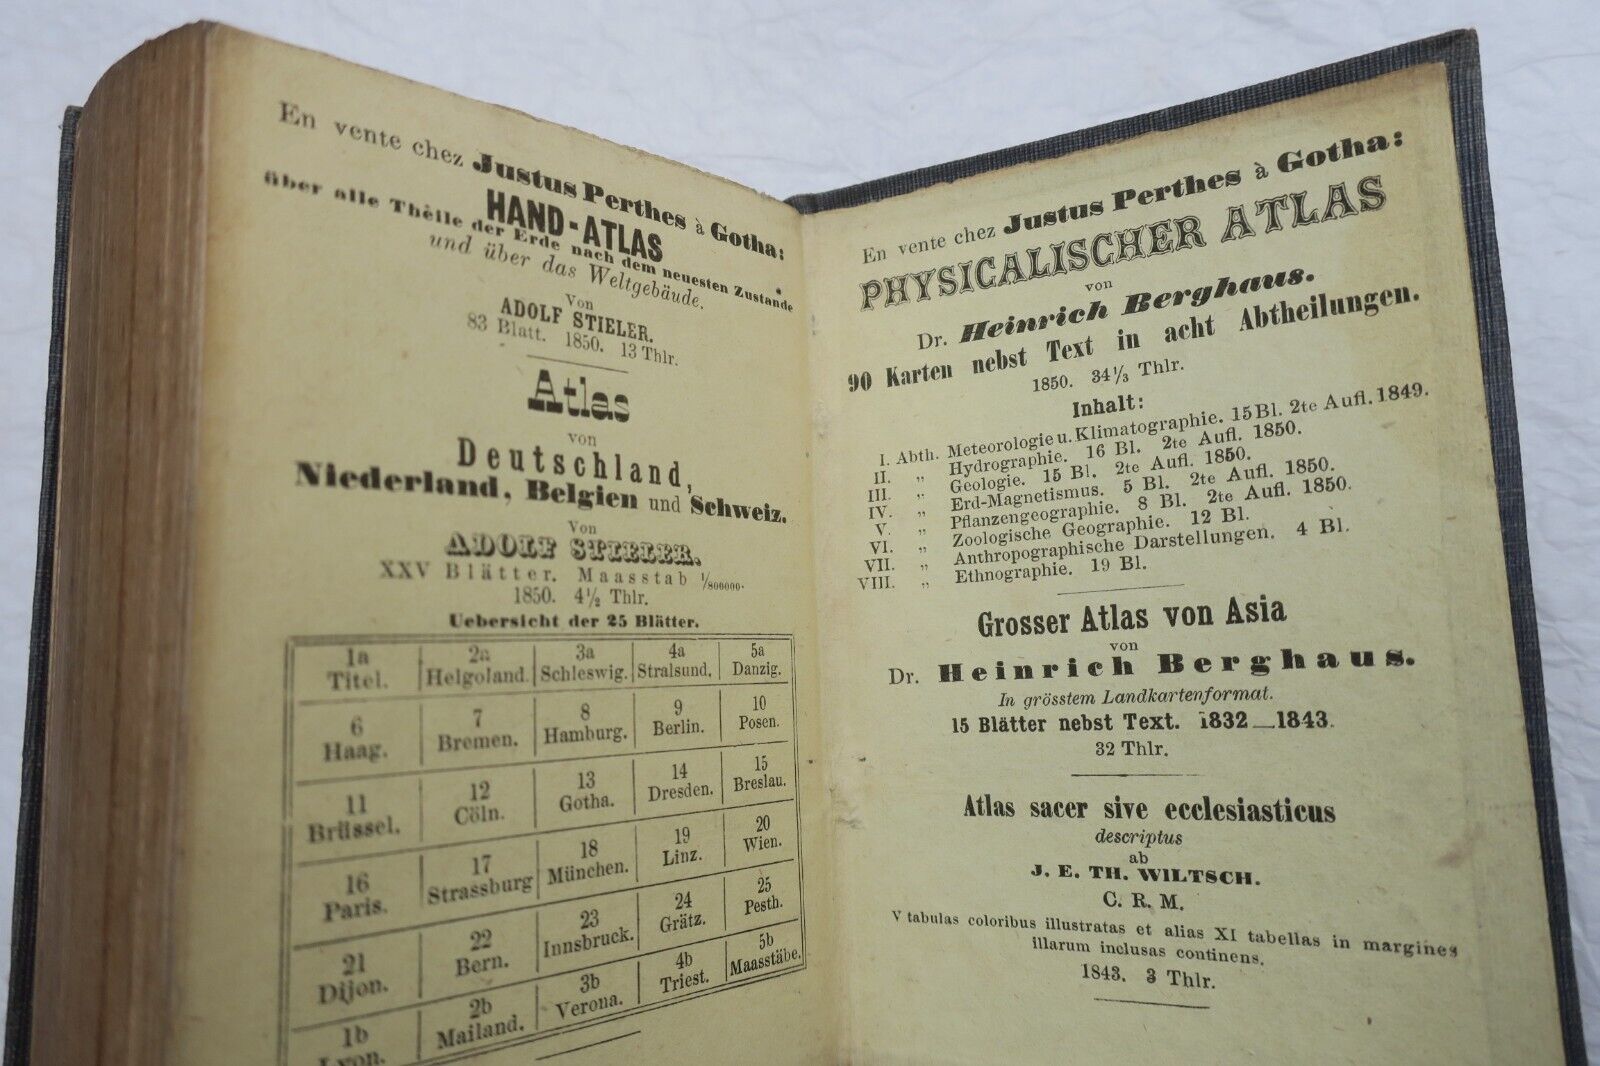 En vente chez Justus Perthes à Gotha:
HAND-ATLAS
über alle Thèile der Erde nach dem neuesten Zustande
und über das Weltgebäude.
Von
ADOLF STIELER.
83 Blatt. 1850. 13 Thlr.
Atlas
von
Deutschland,
Niederland, Belgien und Schweiz.
Von
ADOLF STIELER.
XXV Blätter. Maasstab 1/800000.
1850. 4½ Thlr.
Uebersicht der 25 Blätter.
1a 2a 3a 4a 5a
Titel. Helgoland. Schleswig. Stralsund. Danzig.
6 7 8 9 10
Haag. Bremen. Hamburg. Berlin. Posen.
11 12 13 14 15
Brüssel. Cöln. Gotha. Dresden. Breslau.
16 17 18 19 20
Paris. Strassburg München. Linz. Wien.
21 22 23 24 25
Dijon. Bern. Innsbruck. Grätz. Pesth.
1b 2b 3b 4b 5b
Lyon. Mailand. Verona. Triest. Maasstäbe.
En vente chez Justus Perthes à Gotha:
PHYSICALISCHER ATLAS
von
Dr. Heinrich Berghaus.
90 Karten nebst Text in acht Abtheilungen.
1850. 34⅓ Thlr.
Inhalt:
I. Abth. Meteorologie u. Klimatographie. 15 Bl. 2te Aufl. 1849.
II. „ Hydrographie. 16 Bl. 2te Aufl. 1850.
III. „ Geologie. 15 Bl. 2te Aufl. 1850.
IV. „ Erd-Magnetismus. 5 Bl. 2te Aufl. 1850.
V. „ Pflanzengeographie. 8 Bl. 2te Aufl. 1850.
VI. „ Zoologische Geographie. 12 Bl.
VII. „ Anthropographische Darstellungen. 4 Bl.
VIII. „ Ethnographie. 19 Bl.
Grosser Atlas von Asia
von
Dr. Heinrich Berghaus.
In grösstem Landkartenformat.
15 Blätter nebst Text. 1832—1843.
32 Thlr.
Atlas sacer sive ecclesiasticus
descriptus
ab
J. E. TH. WILTSCH.
C. R. M.
V tabulas coloribus illustratas et alias XI tabellas in margines
illarum inclusas continens.
1843. 3 Thlr.